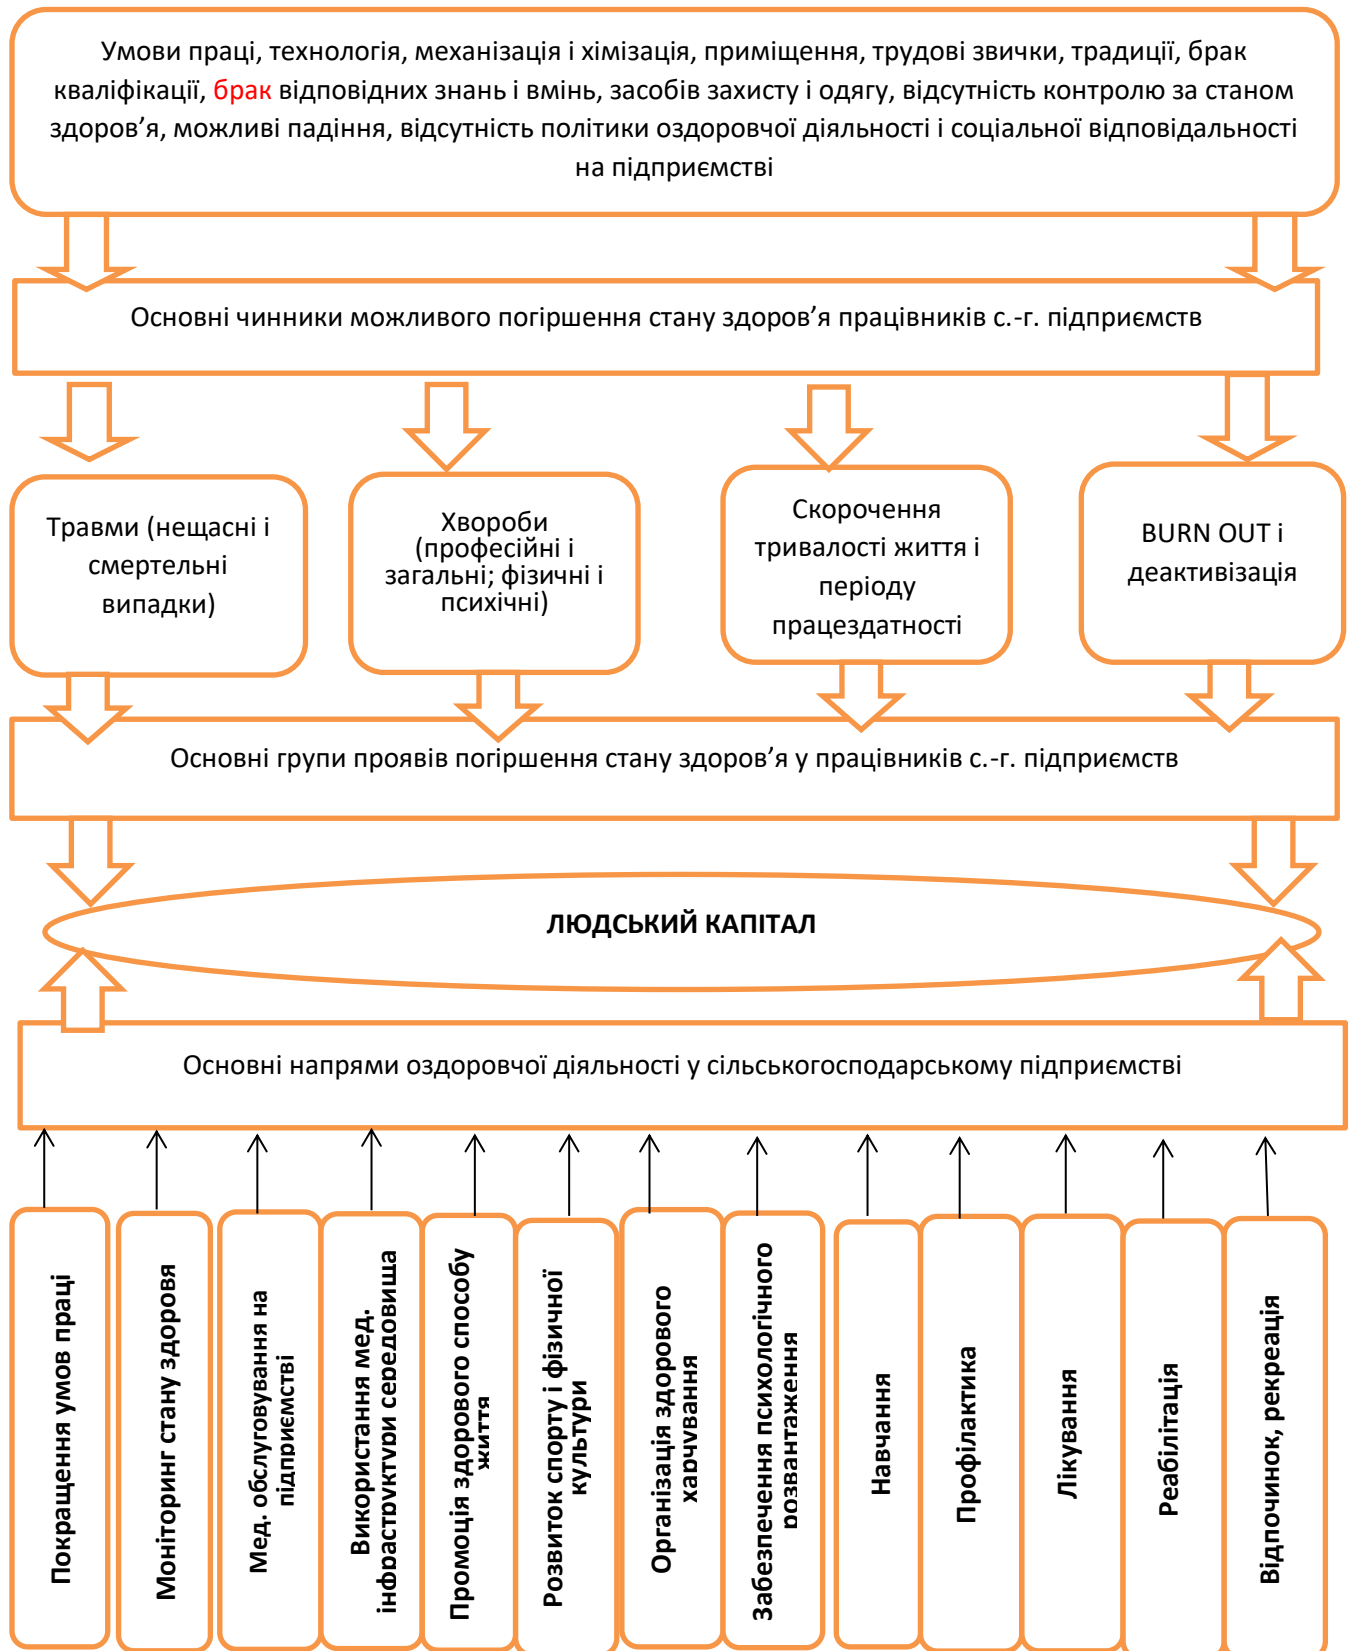 Умови праці, технологія, механізація і хімізація, приміщення, трудові звички, традиції, брак
кваліфікації, брак відповідних знань і вмінь, засобів захисту і одягу, відсутність контролю за станом
здоров’я, можливі падіння, відсутність політики оздоровчої діяльності і соціальної відповідальності
на підприємстві
Основні чинники можливого погіршення стану здоров’я працівників с.-г. підприємств
Травми (нещасні і
смертельні
випадки)
Хвороби
(професійні і
загальні; фізичні і
психічні)
Скорочення
тривалості життя і
періоду
працездатності
BURN OUT і
деактивізація
Основні групи проявів погіршення стану здоров’я у працівників с.-г. підприємств
ЛЮДСЬКИЙ КАПІТАЛ
Основні напрями оздоровчої діяльності у сільськогосподарському підприємстві
Покращення умов праці
Моніторинг стану здоровя
Мед. обслуговування на
підприємстві
Використання мед.
інфраструктури середовища
Промоція здорового способу
життя
Розвиток спорту і фізичної
культури
Організація здорового
харчування
Забезпечення психологічного
розвантаження
Навчання
Профілактика
Лікування
Реабілітація
Відпочинок, рекреація